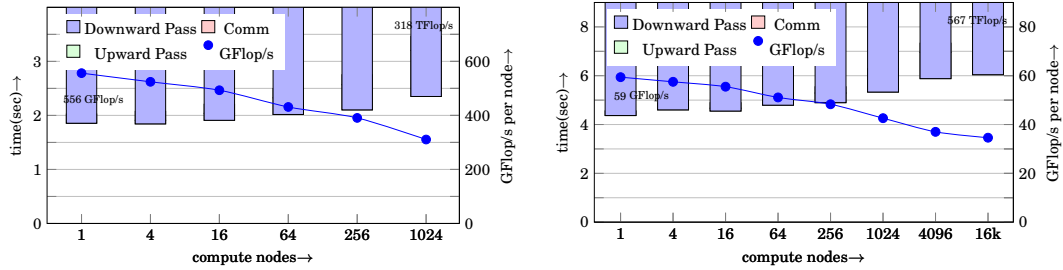 Downward Pass
Comm
Upward Pass
GFlop/s
318 TFlop/s
556 GFlop/s
time(sec)→
GFlop/s per node→
0
1
2
3
0
200
400
600
1
4
16
64
256
1024
compute nodes→
Downward Pass
Comm
Upward Pass
GFlop/s
567 TFlop/s
59 GFlop/s
time(sec)→
GFlop/s per node→
0
2
4
6
8
0
20
40
60
80
1
4
16
64
256
1024
4096
16k
compute nodes→